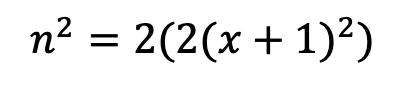 n² = 2(2(x + 1)²)